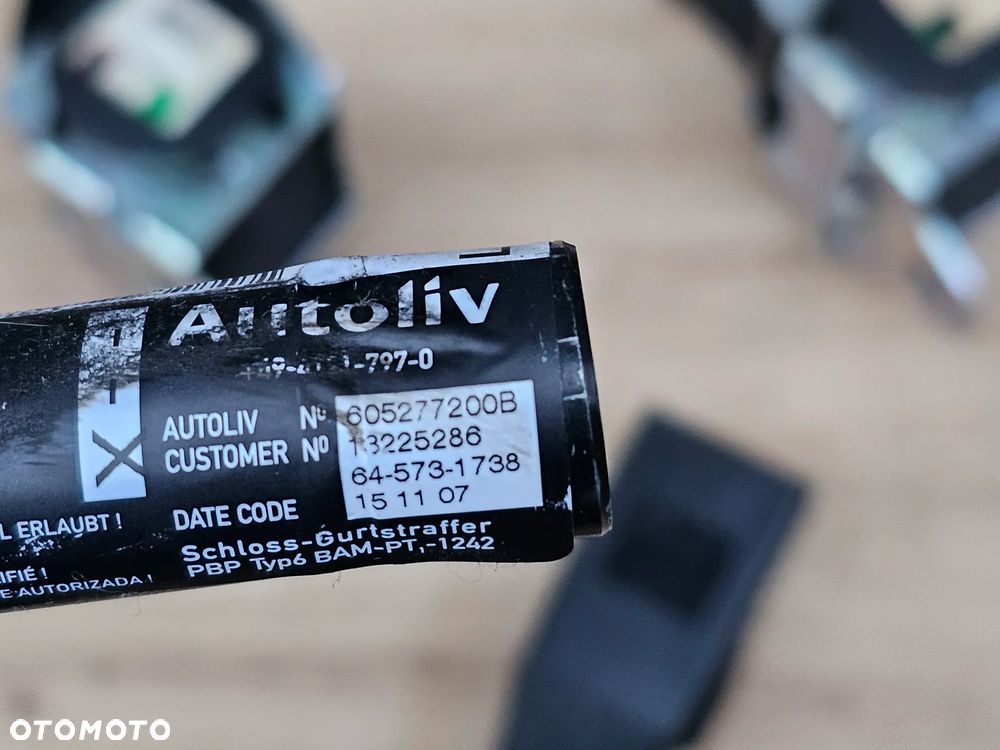 Autoliv
-797-0
AUTOLIV Nº 605277200B
CUSTOMER Nº 13225286
64-573-1738
DATE CODE 15 11 07
Schloss-Gurtstraffer
PBP Typ6 BAM-PT,-1242
X
L ERLAUBT !
IFIÉ !
E AUTORIZADA !
OTOMOTO